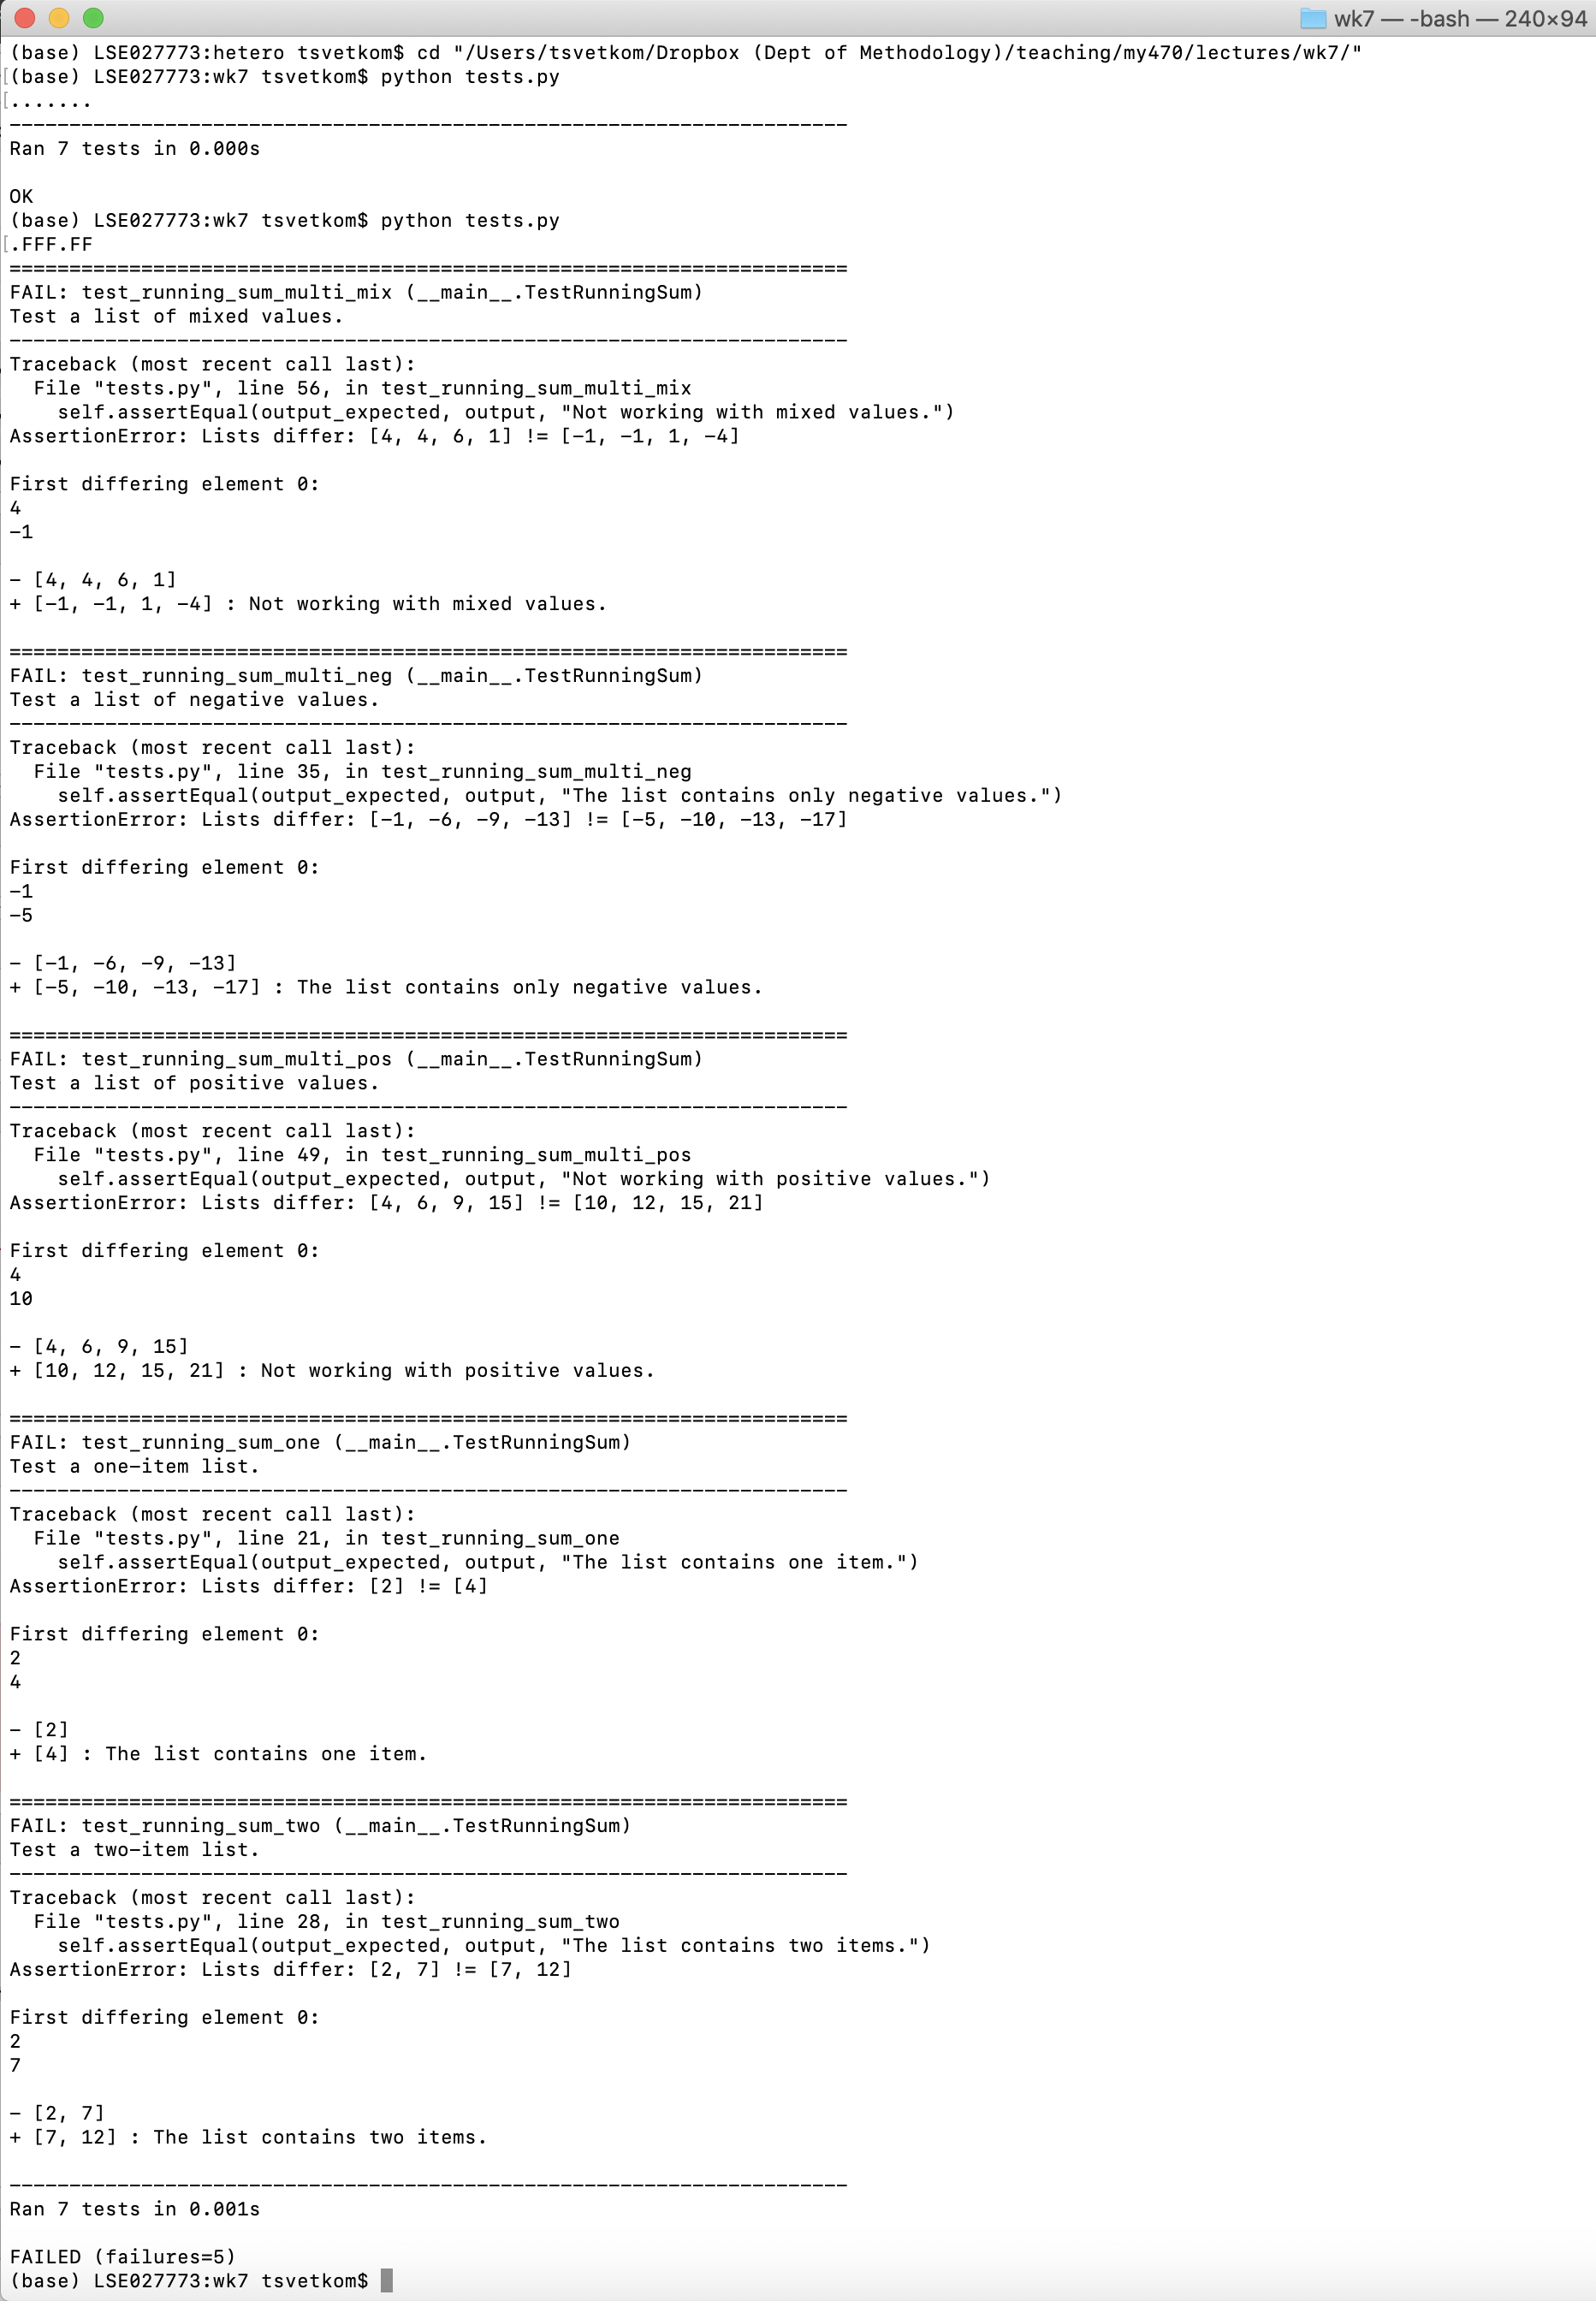 wk7 — -bash — 240×94
(base) LSE027773:hetero tsvetkom$ cd "/Users/tsvetkom/Dropbox (Dept of Methodology)/teaching/my470/lectures/wk7/"
[(base) LSE027773:wk7 tsvetkom$ python tests.py
[.......
----------------------------------------------------------------------
Ran 7 tests in 0.000s

OK
(base) LSE027773:wk7 tsvetkom$ python tests.py
[.FFF.FF
======================================================================
FAIL: test_running_sum_multi_mix (__main__.TestRunningSum)
Test a list of mixed values.
----------------------------------------------------------------------
Traceback (most recent call last):
  File "tests.py", line 56, in test_running_sum_multi_mix
    self.assertEqual(output_expected, output, "Not working with mixed values.")
AssertionError: Lists differ: [4, 4, 6, 1] != [-1, -1, 1, -4]

First differing element 0:
4
-1

- [4, 4, 6, 1]
+ [-1, -1, 1, -4] : Not working with mixed values.

======================================================================
FAIL: test_running_sum_multi_neg (__main__.TestRunningSum)
Test a list of negative values.
----------------------------------------------------------------------
Traceback (most recent call last):
  File "tests.py", line 35, in test_running_sum_multi_neg
    self.assertEqual(output_expected, output, "The list contains only negative values.")
AssertionError: Lists differ: [-1, -6, -9, -13] != [-5, -10, -13, -17]

First differing element 0:
-1
-5

- [-1, -6, -9, -13]
+ [-5, -10, -13, -17] : The list contains only negative values.

======================================================================
FAIL: test_running_sum_multi_pos (__main__.TestRunningSum)
Test a list of positive values.
----------------------------------------------------------------------
Traceback (most recent call last):
  File "tests.py", line 49, in test_running_sum_multi_pos
    self.assertEqual(output_expected, output, "Not working with positive values.")
AssertionError: Lists differ: [4, 6, 9, 15] != [10, 12, 15, 21]

First differing element 0:
4
10

- [4, 6, 9, 15]
+ [10, 12, 15, 21] : Not working with positive values.

======================================================================
FAIL: test_running_sum_one (__main__.TestRunningSum)
Test a one-item list.
----------------------------------------------------------------------
Traceback (most recent call last):
  File "tests.py", line 21, in test_running_sum_one
    self.assertEqual(output_expected, output, "The list contains one item.")
AssertionError: Lists differ: [2] != [4]

First differing element 0:
2
4

- [2]
+ [4] : The list contains one item.

======================================================================
FAIL: test_running_sum_two (__main__.TestRunningSum)
Test a two-item list.
----------------------------------------------------------------------
Traceback (most recent call last):
  File "tests.py", line 28, in test_running_sum_two
    self.assertEqual(output_expected, output, "The list contains two items.")
AssertionError: Lists differ: [2, 7] != [7, 12]

First differing element 0:
2
7

- [2, 7]
+ [7, 12] : The list contains two items.

----------------------------------------------------------------------
Ran 7 tests in 0.001s

FAILED (failures=5)
(base) LSE027773:wk7 tsvetkom$